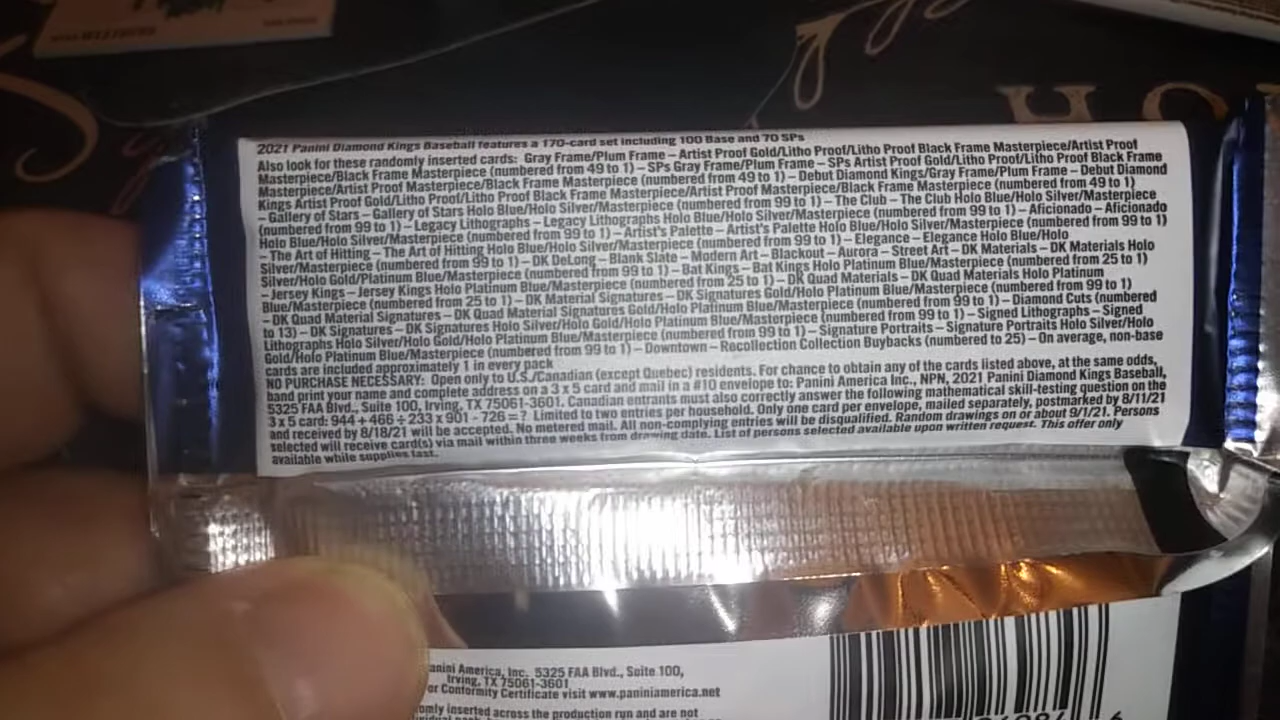 2021 Panini Diamond Kings Baseball features a 170-card set including 100 Base and 70 SPs
Also look for these randomly inserted cards: Gray Frame/Plum Frame – Artist Proof Gold/Litho Proof/Litho Proof Black Frame Masterpiece/Artist Proof
Masterpiece/Black Frame Masterpiece (numbered from 49 to 1) – SPs Gray Frame/Plum Frame – SPs Artist Proof Gold/Litho Proof/Litho Proof Black Frame
Masterpiece/Artist Proof Masterpiece/Black Frame Masterpiece (numbered from 49 to 1) – Debut Diamond Kings/Gray Frame/Plum Frame – Debut Diamond
Kings Artist Proof Gold/Litho Proof/Litho Proof Black Frame Masterpiece/Artist Proof Masterpiece/Black Frame Masterpiece (numbered from 49 to 1)
– Gallery of Stars – Gallery of Stars Holo Blue/Holo Silver/Masterpiece (numbered from 99 to 1) – The Club – The Club Holo Blue/Holo Silver/Masterpiece
(numbered from 99 to 1) – Legacy Lithographs – Legacy Lithographs Holo Blue/Holo Silver/Masterpiece (numbered from 99 to 1) – Aficionado – Aficionado
Holo Blue/Holo Silver/Masterpiece (numbered from 99 to 1) – Artist's Palette – Artist's Palette Holo Blue/Holo Silver/Masterpiece (numbered from 99 to 1)
– The Art of Hitting – The Art of Hitting Holo Blue/Holo Silver/Masterpiece (numbered from 99 to 1) – Elegance – Elegance Holo Blue/Holo
Silver/Masterpiece (numbered from 99 to 1) – DK DeLong – Blank Slate – Modern Art – Blackout – Aurora – Street Art – DK Materials – DK Materials Holo
Silver/Holo Gold/Platinum Blue/Masterpiece (numbered from 99 to 1) – Bat Kings – Bat Kings Holo Platinum Blue/Masterpiece (numbered from 25 to 1)
– Jersey Kings – Jersey Kings Holo Platinum Blue/Masterpiece (numbered from 25 to 1) – DK Quad Materials – DK Quad Materials Holo Platinum
Blue/Masterpiece (numbered from 25 to 1) – DK Material Signatures – DK Signatures Gold/Holo Platinum Blue/Masterpiece (numbered from 99 to 1)
– DK Quad Material Signatures – DK Quad Material Signatures Gold/Holo Platinum Blue/Masterpiece (numbered from 99 to 1) – Diamond Cuts (numbered
to 13) – DK Signatures – DK Signatures Holo Silver/Holo Gold/Holo Platinum Blue/Masterpiece (numbered from 99 to 1) – Signed Lithographs – Signed
Lithographs Holo Silver/Holo Gold/Holo Platinum Blue/Masterpiece (numbered from 99 to 1) – Signature Portraits – Signature Portraits Holo Silver/Holo
Gold/Holo Platinum Blue/Masterpiece (numbered from 99 to 1) – Downtown – Recollection Collection Buybacks (numbered to 25) – On average, non-base
cards are included approximately 1 in every pack
NO PURCHASE NECESSARY: Open only to U.S./Canadian (except Quebec) residents. For chance to obtain any of the cards listed above, at the same odds,
hand print your name and complete address on a 3 x 5 card and mail in a #10 envelope to: Panini America Inc., NPN, 2021 Panini Diamond Kings Baseball,
5325 FAA Blvd., Suite 100, Irving, TX 75061-3601. Canadian entrants must also correctly answer the following mathematical skill-testing question on the
3 x 5 card: 944 + 466 ÷ 233 x 901 - 726 = ? Limited to two entries per household. Only one card per envelope, mailed separately, postmarked by 8/11/21
and received by 8/18/21 will be accepted. No metered mail. All non-complying entries will be disqualified. Random drawings on or about 9/1/21. Persons
selected will receive card(s) via mail within three weeks from drawing date. List of persons selected available upon written request. This offer only
available while supplies last.
anini America, Inc. 5325 FAA Blvd., Suite 100,
Irving, TX 75061-3601
or Conformity Certificate visit www.paniniamerica.net
omly inserted across the production run and are not